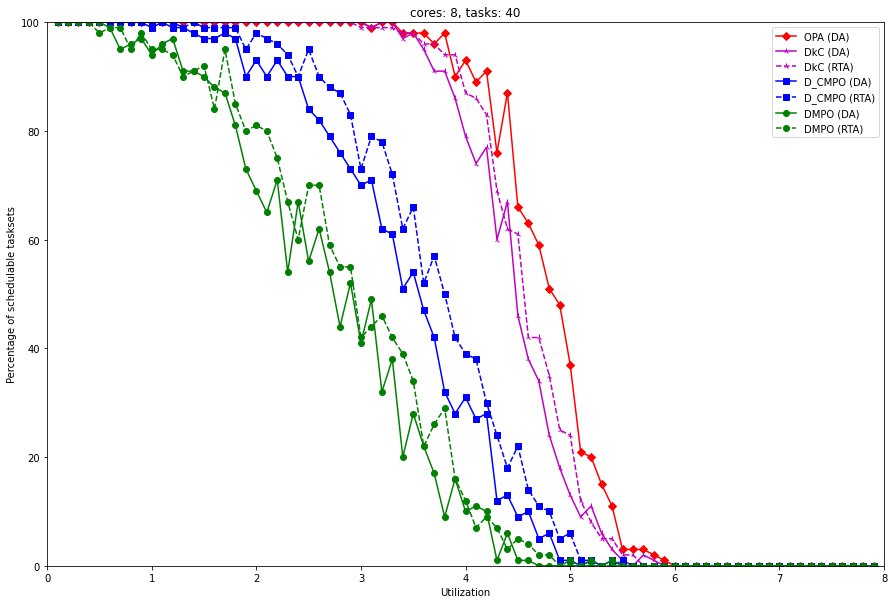 cores: 8, tasks: 40
100
80
60
40
20
0
Percentage of schedulable tasksets
OPA (DA)
DkC (DA)
DkC (RTA)
D_CMPO (DA)
D_CMPO (RTA)
DMPO (DA)
DMPO (RTA)
0 1 2 3 4 5 6 7 8
Utilization